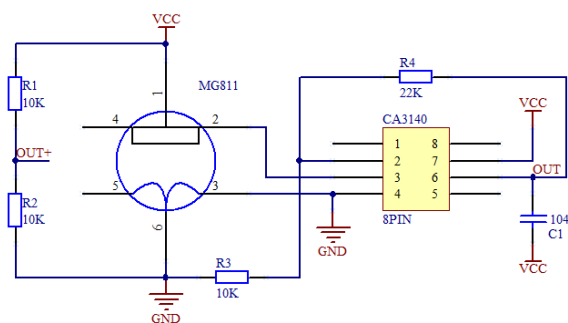 VCC
R1
10K
OUT+
R2
10K
MG811
1
4
2
5
3
6
GND
R3
10K
R4
22K
CA3140
1
2
3
4
8
7
6
5
8PIN
GND
VCC
OUT
104
C1
VCC